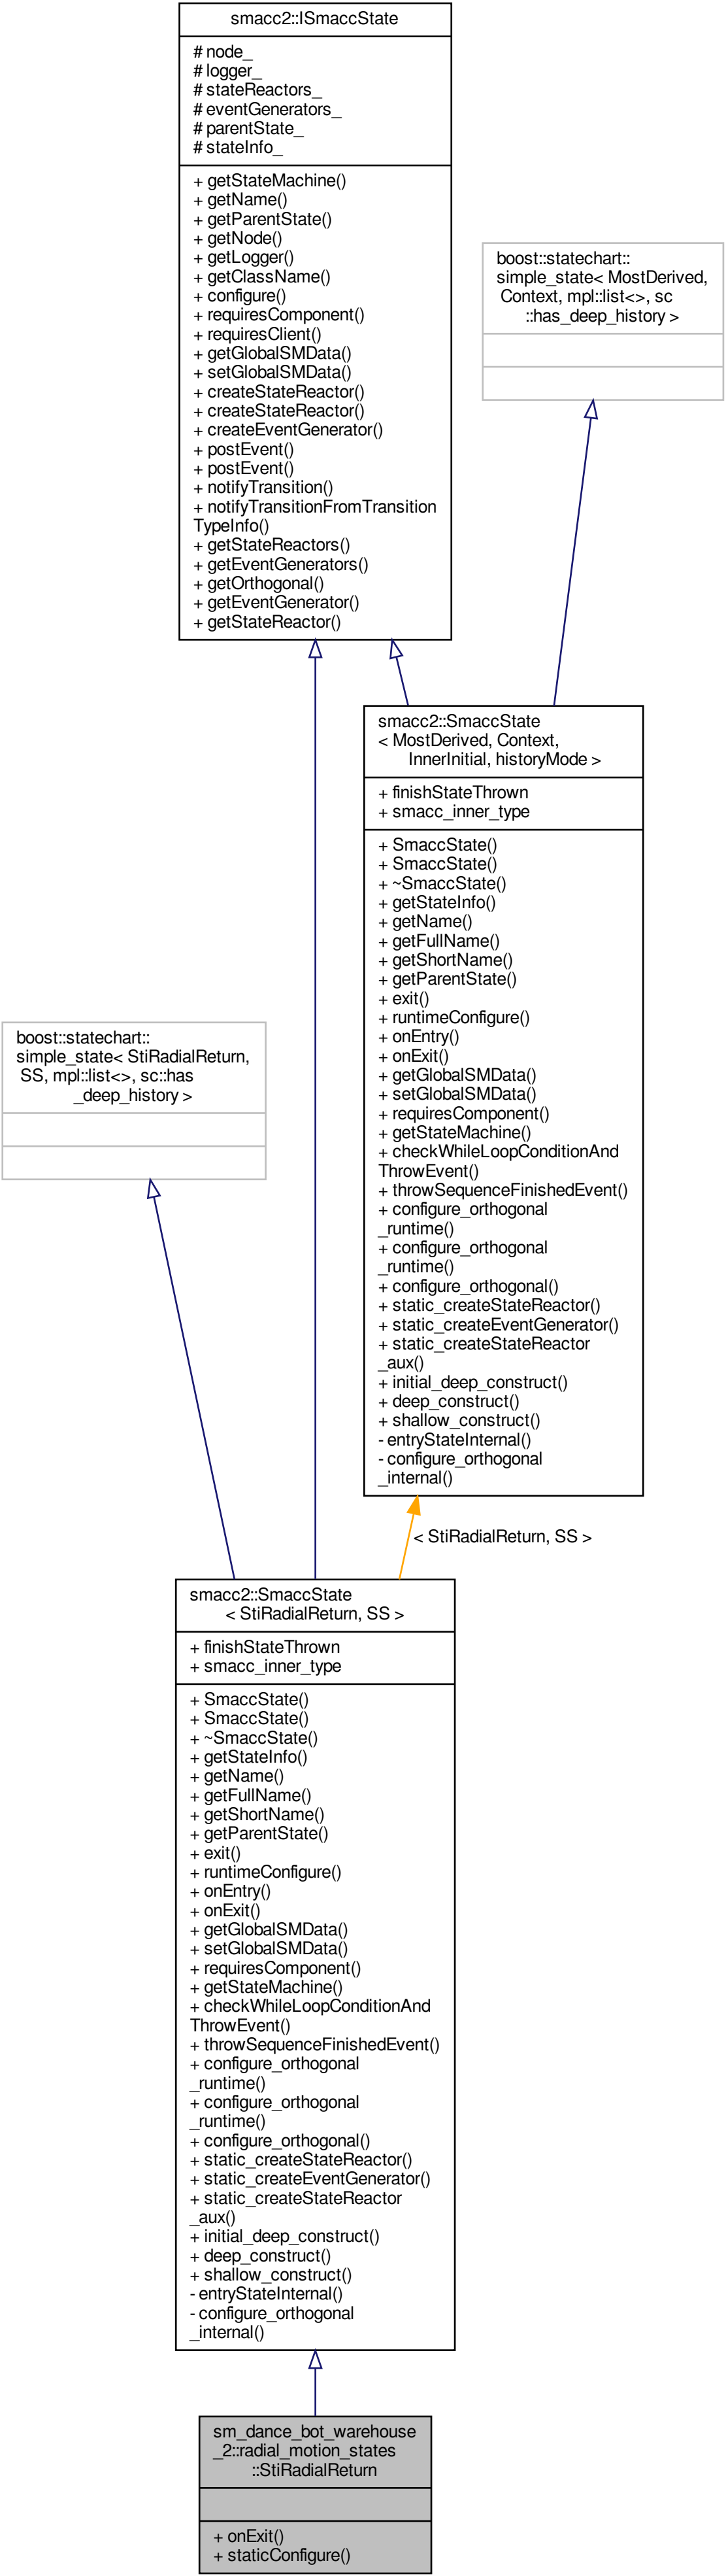 smacc2::ISmaccState
# node_
# logger_
# stateReactors_
# eventGenerators_
# parentState_
# stateInfo_
+ getStateMachine()
+ getName()
+ getParentState()
+ getNode()
+ getLogger()
+ getClassName()
+ configure()
+ requiresComponent()
+ requiresClient()
+ getGlobalSMData()
+ setGlobalSMData()
+ createStateReactor()
+ createStateReactor()
+ createEventGenerator()
+ postEvent()
+ postEvent()
+ notifyTransition()
+ notifyTransitionFromTransition
TypeInfo()
+ getStateReactors()
+ getEventGenerators()
+ getOrthogonal()
+ getEventGenerator()
+ getStateReactor()
boost::statechart::
simple_state< MostDerived,
Context, mpl::list<>, sc
::has_deep_history >
smacc2::SmaccState
< MostDerived, Context,
InnerInitial, historyMode >
+ finishStateThrown
+ smacc_inner_type
+ SmaccState()
+ SmaccState()
+ ~SmaccState()
+ getStateInfo()
+ getName()
+ getFullName()
+ getShortName()
+ getParentState()
+ exit()
+ runtimeConfigure()
+ onEntry()
+ onExit()
+ getGlobalSMData()
+ setGlobalSMData()
+ requiresComponent()
+ getStateMachine()
+ checkWhileLoopConditionAnd
ThrowEvent()
+ throwSequenceFinishedEvent()
+ configure_orthogonal
_runtime()
+ configure_orthogonal
_runtime()
+ configure_orthogonal()
+ static_createStateReactor()
+ static_createEventGenerator()
+ static_createStateReactor
_aux()
+ initial_deep_construct()
+ deep_construct()
+ shallow_construct()
- entryStateInternal()
- configure_orthogonal
_internal()
boost::statechart::
simple_state< StiRadialReturn,
SS, mpl::list<>, sc::has
_deep_history >
< StiRadialReturn, SS >
smacc2::SmaccState
< StiRadialReturn, SS >
+ finishStateThrown
+ smacc_inner_type
+ SmaccState()
+ SmaccState()
+ ~SmaccState()
+ getStateInfo()
+ getName()
+ getFullName()
+ getShortName()
+ getParentState()
+ exit()
+ runtimeConfigure()
+ onEntry()
+ onExit()
+ getGlobalSMData()
+ setGlobalSMData()
+ requiresComponent()
+ getStateMachine()
+ checkWhileLoopConditionAnd
ThrowEvent()
+ throwSequenceFinishedEvent()
+ configure_orthogonal
_runtime()
+ configure_orthogonal
_runtime()
+ configure_orthogonal()
+ static_createStateReactor()
+ static_createEventGenerator()
+ static_createStateReactor
_aux()
+ initial_deep_construct()
+ deep_construct()
+ shallow_construct()
- entryStateInternal()
- configure_orthogonal
_internal()
sm_dance_bot_warehouse
_2::radial_motion_states
::StiRadialReturn
+ onExit()
+ staticConfigure()